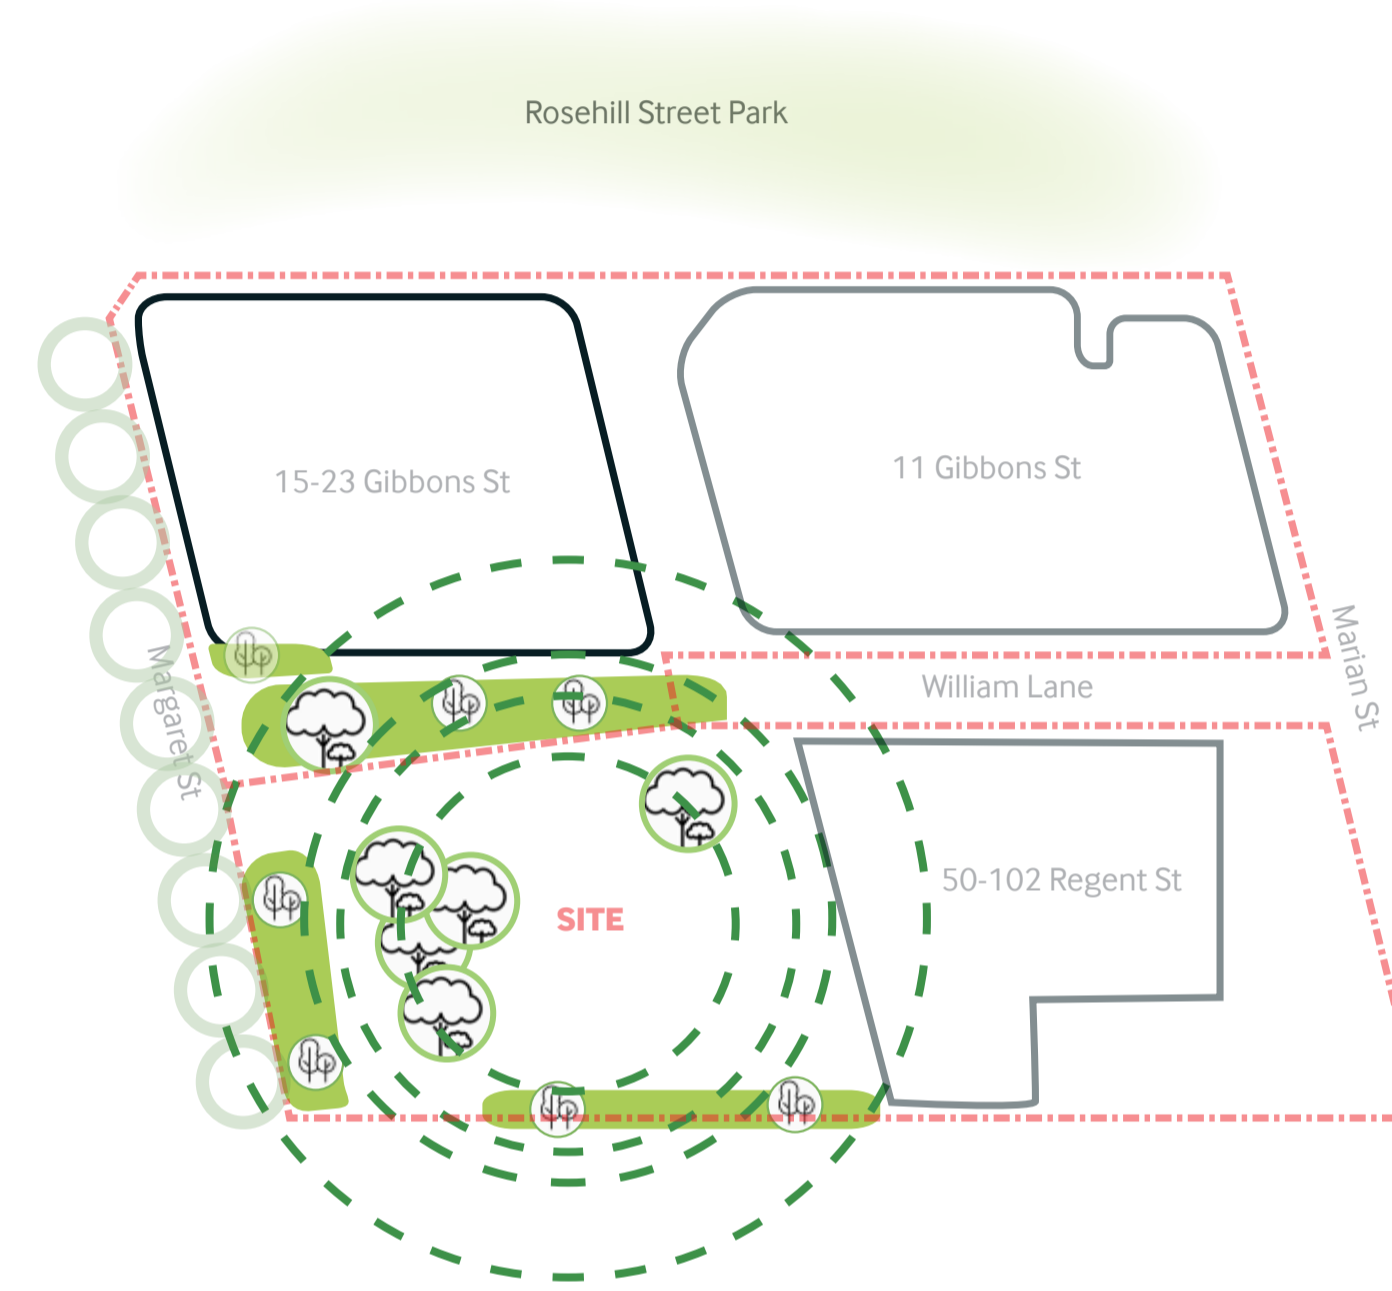 Rosehill Street Park
15-23 Gibbons St
11 Gibbons St
Margaret St
William Lane
Marian St
50-102 Regent St
SITE